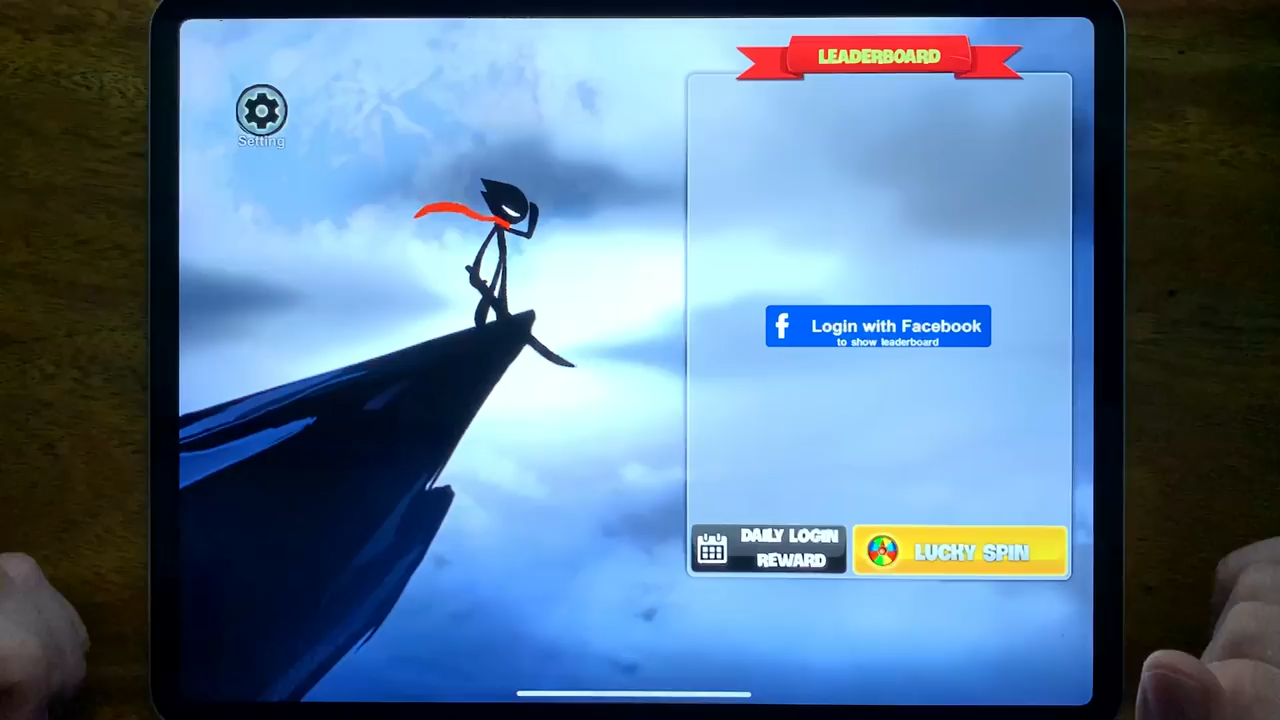 LEADERBOARD
Setting
f Login with Facebook
to show leaderboard
DAILY LOGIN
REWARD
LUCKY SPIN